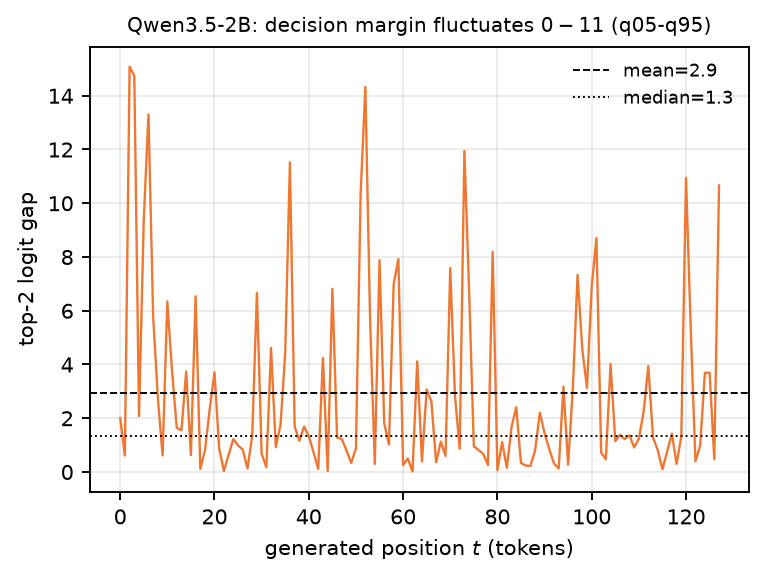 Qwen3.5-2B: decision margin fluctuates 0 − 11 (q05-q95)
mean=2.9
median=1.3
top-2 logit gap
14
12
10
8
6
4
2
0
0 20 40 60 80 100 120
generated position t (tokens)